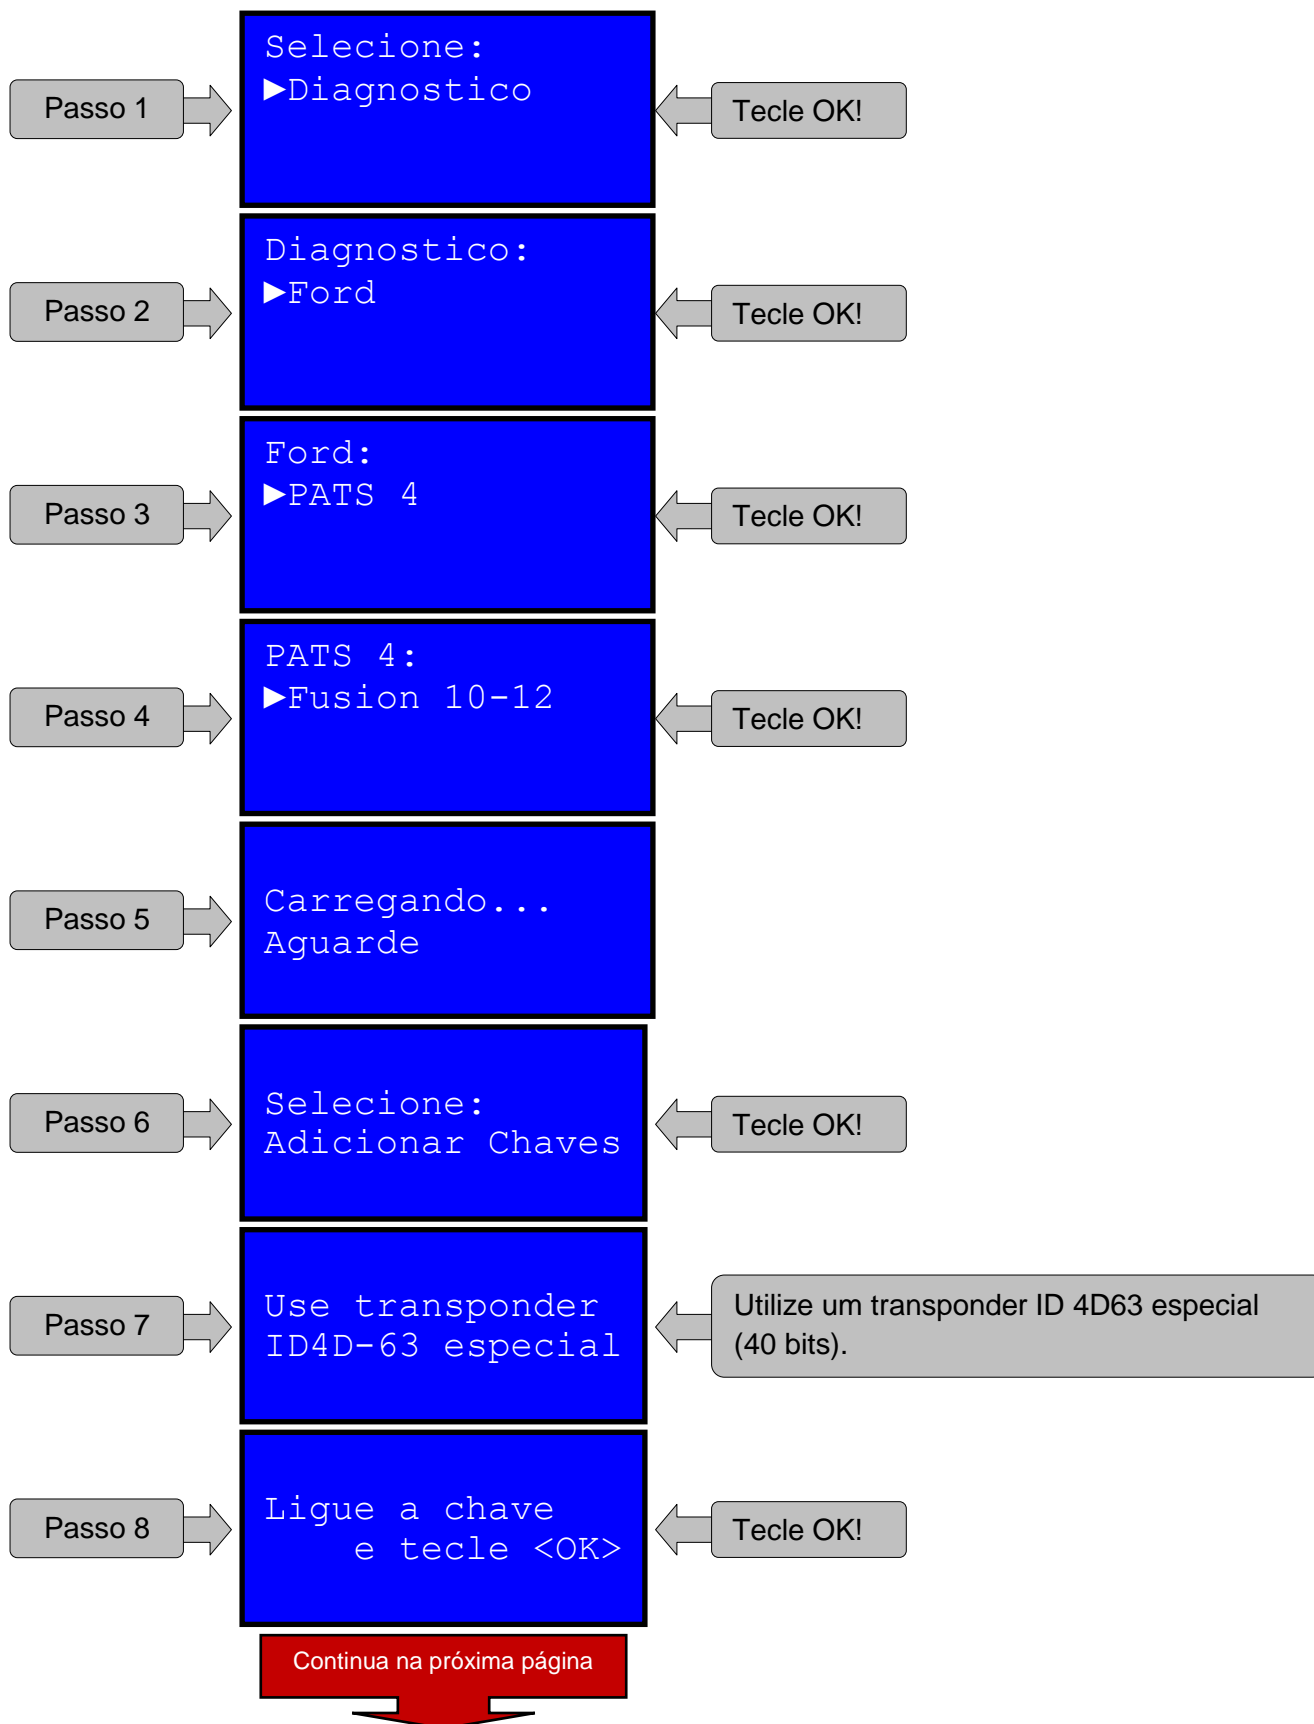 Selecione:
►Diagnostico
Passo 1
Tecle OK!
Diagnostico:
►Ford
Passo 2
Tecle OK!
Ford:
►PATS 4
Passo 3
Tecle OK!
PATS 4:
►Fusion 10-12
Passo 4
Tecle OK!
Passo 5
Carregando...
Aguarde
Passo 6
Selecione:
Adicionar Chaves
Tecle OK!
Passo 7
Use transponder
ID4D-63 especial
Utilize um transponder ID 4D63 especial
(40 bits).
Passo 8
Ligue a chave
e tecle <OK>
Tecle OK!
Continua na próxima página